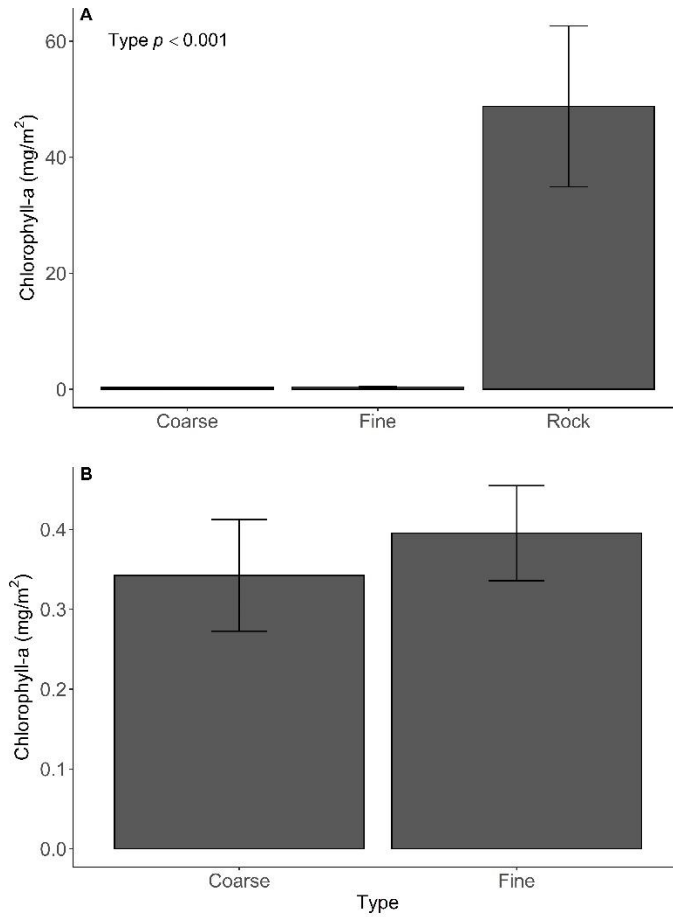 A
Type p < 0.001
Chlorophyll-a (mg/m²)
60
40
20
0
Coarse Fine Rock
B
Chlorophyll-a (mg/m²)
0.4
0.3
0.2
0.1
0.0
Coarse Fine
Type